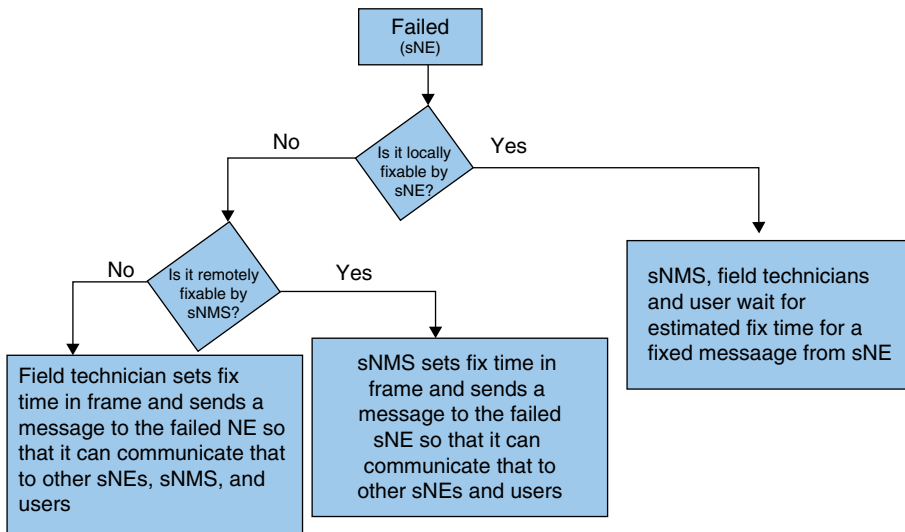 Failed
(sNE)
No
Is it locally
fixable by
sNE?
Yes
No
Is it remotely
fixable by
sNMS?
Yes
sNMS, field technicians
and user wait for
estimated fix time for a
fixed messaage from sNE
Field technician sets fix
time in frame and sends a
message to the failed NE so
that it can communicate that
to other sNEs, sNMS, and
users
sNMS sets fix time in
frame and sends a
message to the failed
sNE so that it can
communicate that to
other sNEs and users